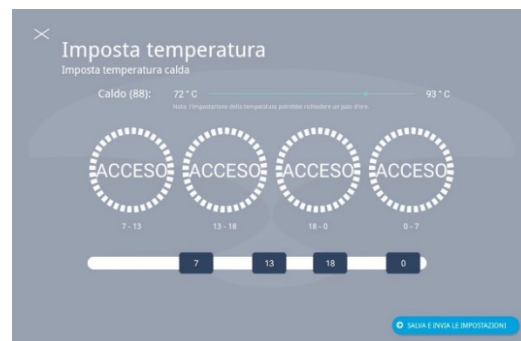 Imposta temperatura
Imposta temperatura calda
Caldo (88): 72 ° C 93 ° C
Nota: l'impostazione della temperatura potrebbe richiedere un paio d'ore.
ACCESO ACCESO ACCESO ACCESO
7 - 13 13 - 18 18 - 0 0 - 7
7 13 18 0
SALVA E INVIA LE IMPOSTAZIONI